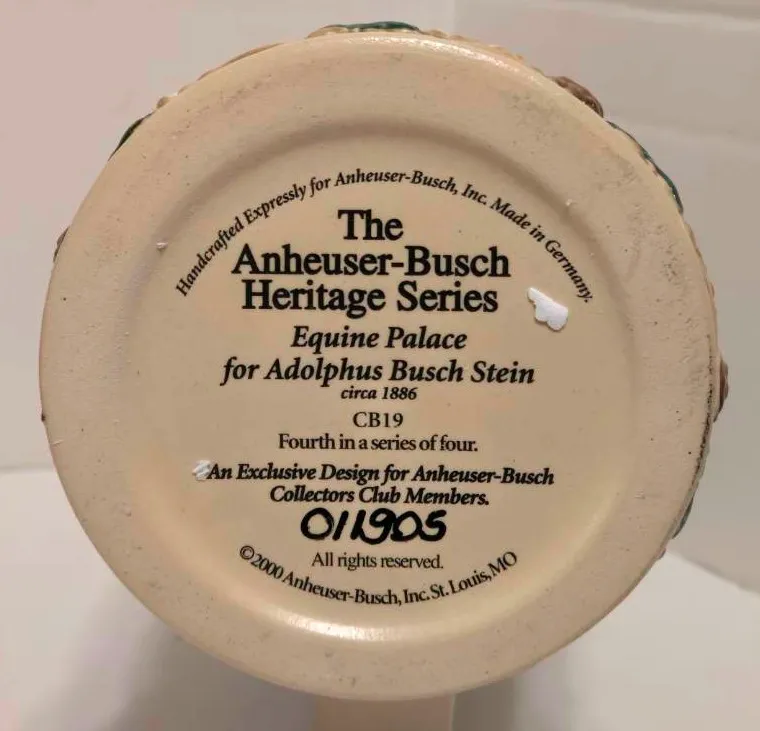 Handcrafted Expressly for Anheuser-Busch, Inc. Made in Germany.
The
Anheuser-Busch
Heritage Series
Equine Palace
for Adolphus Busch Stein
circa 1886
CB19
Fourth in a series of four.
An Exclusive Design for Anheuser-Busch
Collectors Club Members.
011905
All rights reserved.
©2000 Anheuser-Busch, Inc. St. Louis, MO